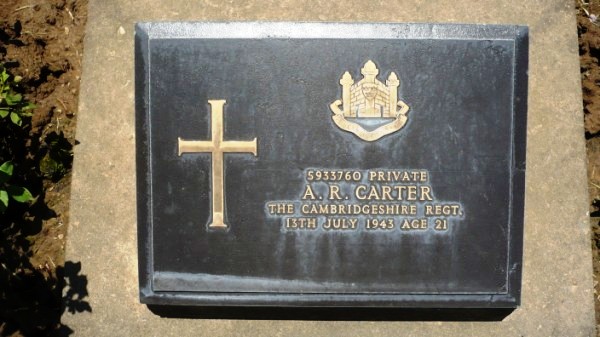 5933760 PRIVATE
A. R. CARTER
THE CAMBRIDGESHIRE REGT.
13TH JULY 1943 AGE 21